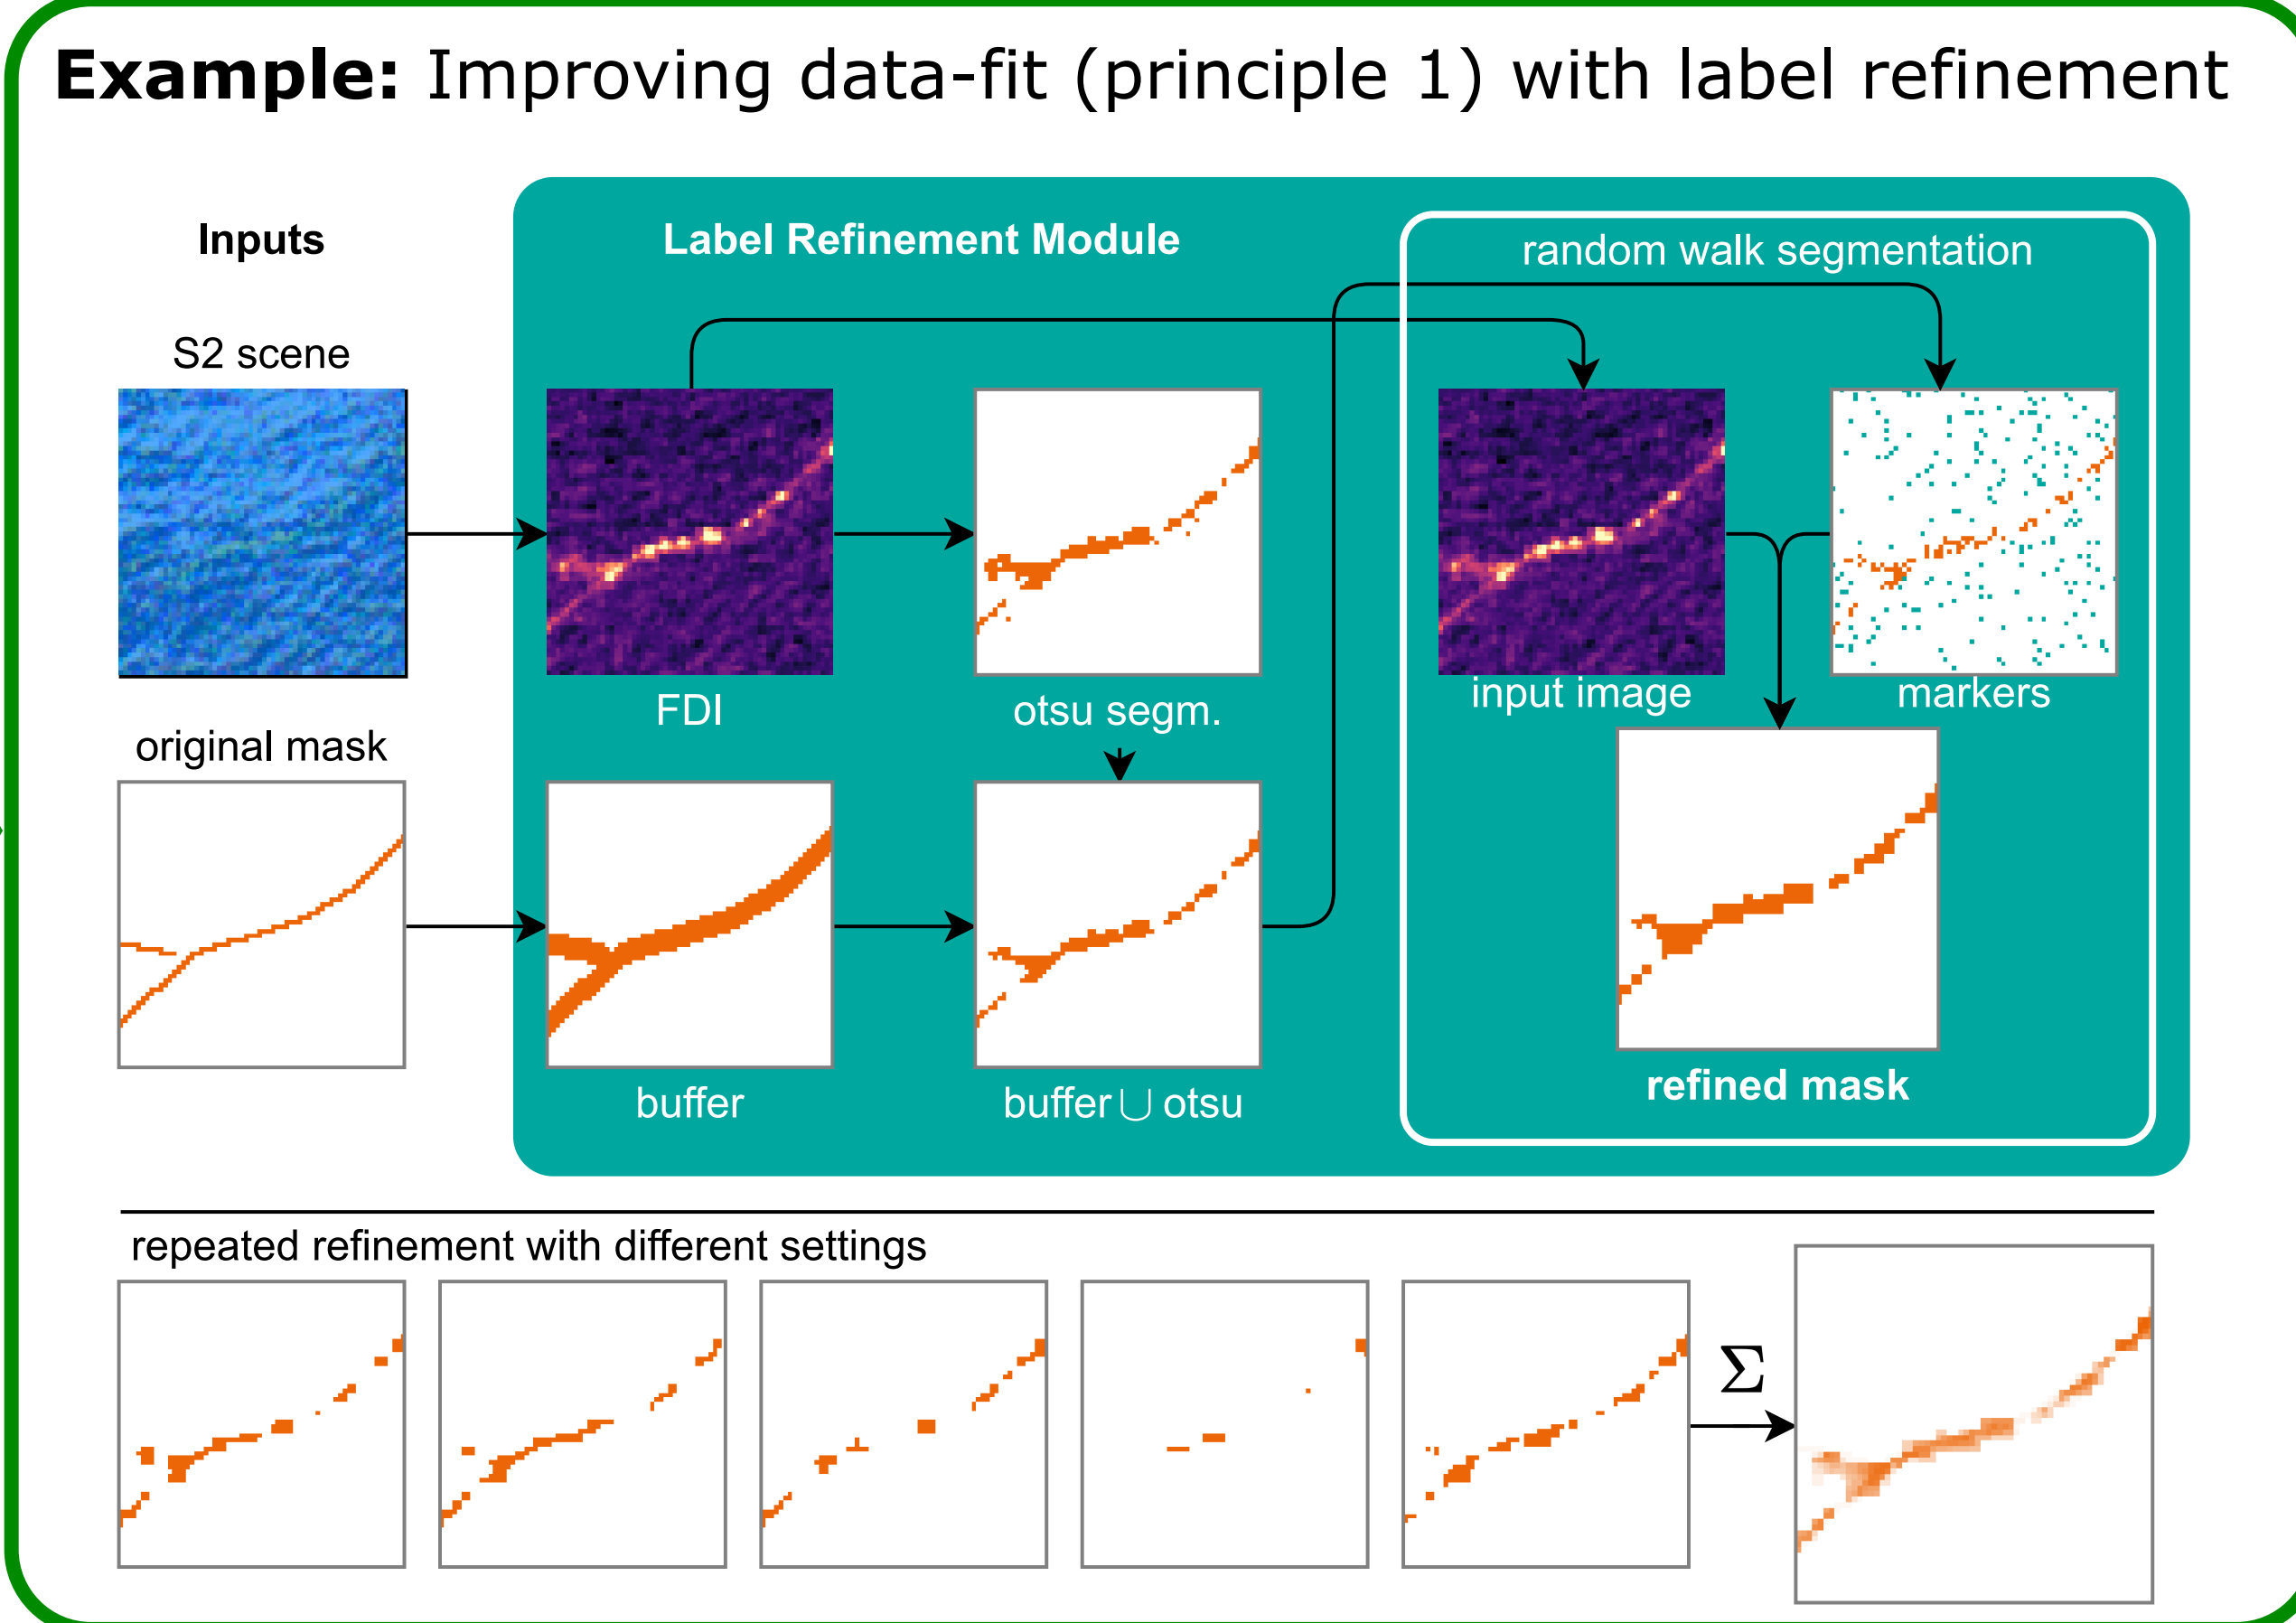 Example: Improving data-fit (principle 1) with label refinement
Inputs
Label Refinement Module
random walk segmentation
S2 scene
FDI
otsu segm.
input image
markers
original mask
buffer
buffer ∪ otsu
refined mask
repeated refinement with different settings
Σ